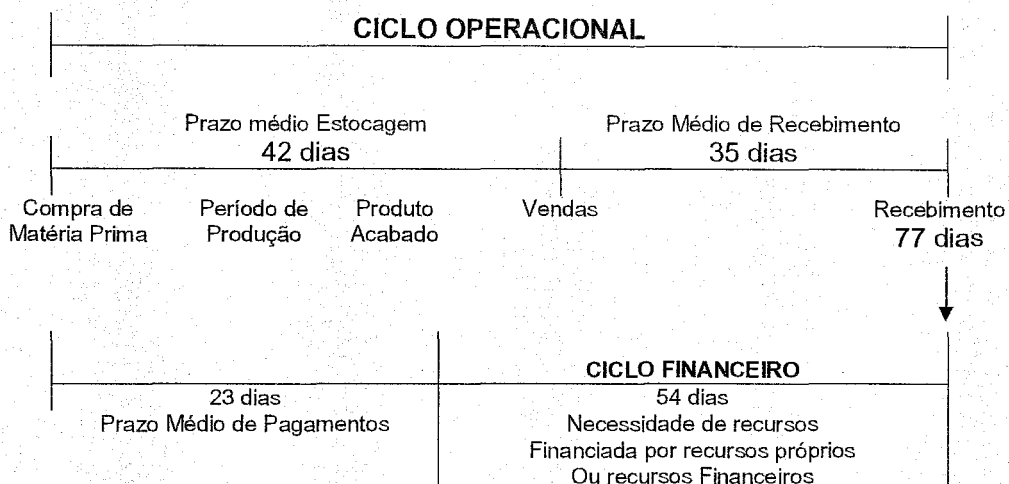 CICLO OPERACIONAL
Prazo médio Estocagem
42 dias
Prazo Médio de Recebimento
35 dias
Compra de
Matéria Prima
Período de
Produção
Produto
Acabado
Vendas
Recebimento
77 dias
23 dias
Prazo Médio de Pagamentos
CICLO FINANCEIRO
54 dias
Necessidade de recursos
Financiada por recursos próprios
Ou recursos Financeiros